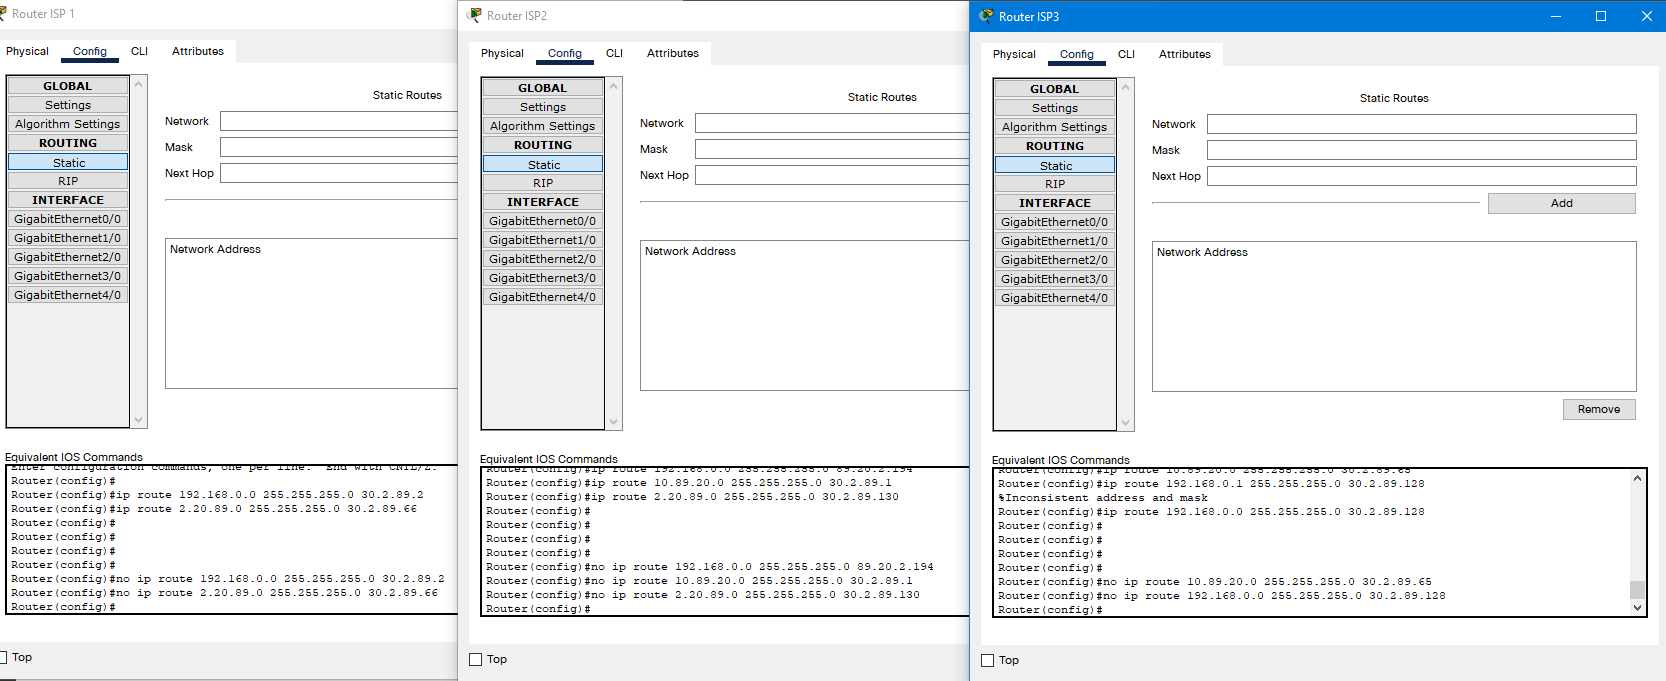 Router ISP 1
Physical Config CLI Attributes
GLOBAL
Settings
Algorithm Settings
ROUTING
Static
RIP
INTERFACE
GigabitEthernet0/0
GigabitEthernet1/0
GigabitEthernet2/0
GigabitEthernet3/0
GigabitEthernet4/0
Static Routes
Network
Mask
Next Hop
Network Address
Equivalent IOS Commands
Enter configuration commands, one per line. End with CNTL/Z.
Router(config)#
Router(config)#ip route 192.168.0.0 255.255.255.0 30.2.89.2
Router(config)#ip route 2.20.89.0 255.255.255.0 30.2.89.66
Router(config)#
Router(config)#
Router(config)#
Router(config)#
Router(config)#no ip route 192.168.0.0 255.255.255.0 30.2.89.2
Router(config)#no ip route 2.20.89.0 255.255.255.0 30.2.89.66
Router(config)#
Top
Router ISP2
Physical Config CLI Attributes
GLOBAL
Settings
Algorithm Settings
ROUTING
Static
RIP
INTERFACE
GigabitEthernet0/0
GigabitEthernet1/0
GigabitEthernet2/0
GigabitEthernet3/0
GigabitEthernet4/0
Static Routes
Network
Mask
Next Hop
Network Address
Equivalent IOS Commands
Router(config)#ip route 192.168.0.0 255.255.255.0 89.20.2.194
Router(config)#ip route 10.89.20.0 255.255.255.0 30.2.89.1
Router(config)#ip route 2.20.89.0 255.255.255.0 30.2.89.130
Router(config)#
Router(config)#
Router(config)#
Router(config)#
Router(config)#no ip route 192.168.0.0 255.255.255.0 89.20.2.194
Router(config)#no ip route 10.89.20.0 255.255.255.0 30.2.89.1
Router(config)#no ip route 2.20.89.0 255.255.255.0 30.2.89.130
Router(config)#
Top
Router ISP3
Physical Config CLI Attributes
GLOBAL
Settings
Algorithm Settings
ROUTING
Static
RIP
INTERFACE
GigabitEthernet0/0
GigabitEthernet1/0
GigabitEthernet2/0
GigabitEthernet3/0
GigabitEthernet4/0
Static Routes
Network
Mask
Next Hop
Add
Network Address
Remove
Equivalent IOS Commands
Router(config)#ip route 10.89.20.0 255.255.255.0 30.2.89.65
Router(config)#ip route 192.168.0.1 255.255.255.0 30.2.89.128
%Inconsistent address and mask
Router(config)#ip route 192.168.0.0 255.255.255.0 30.2.89.128
Router(config)#
Router(config)#
Router(config)#
Router(config)#
Router(config)#no ip route 10.89.20.0 255.255.255.0 30.2.89.65
Router(config)#no ip route 192.168.0.0 255.255.255.0 30.2.89.128
Router(config)#
Top